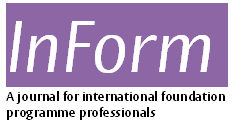 InForm
A journal for international foundation
programme professionals